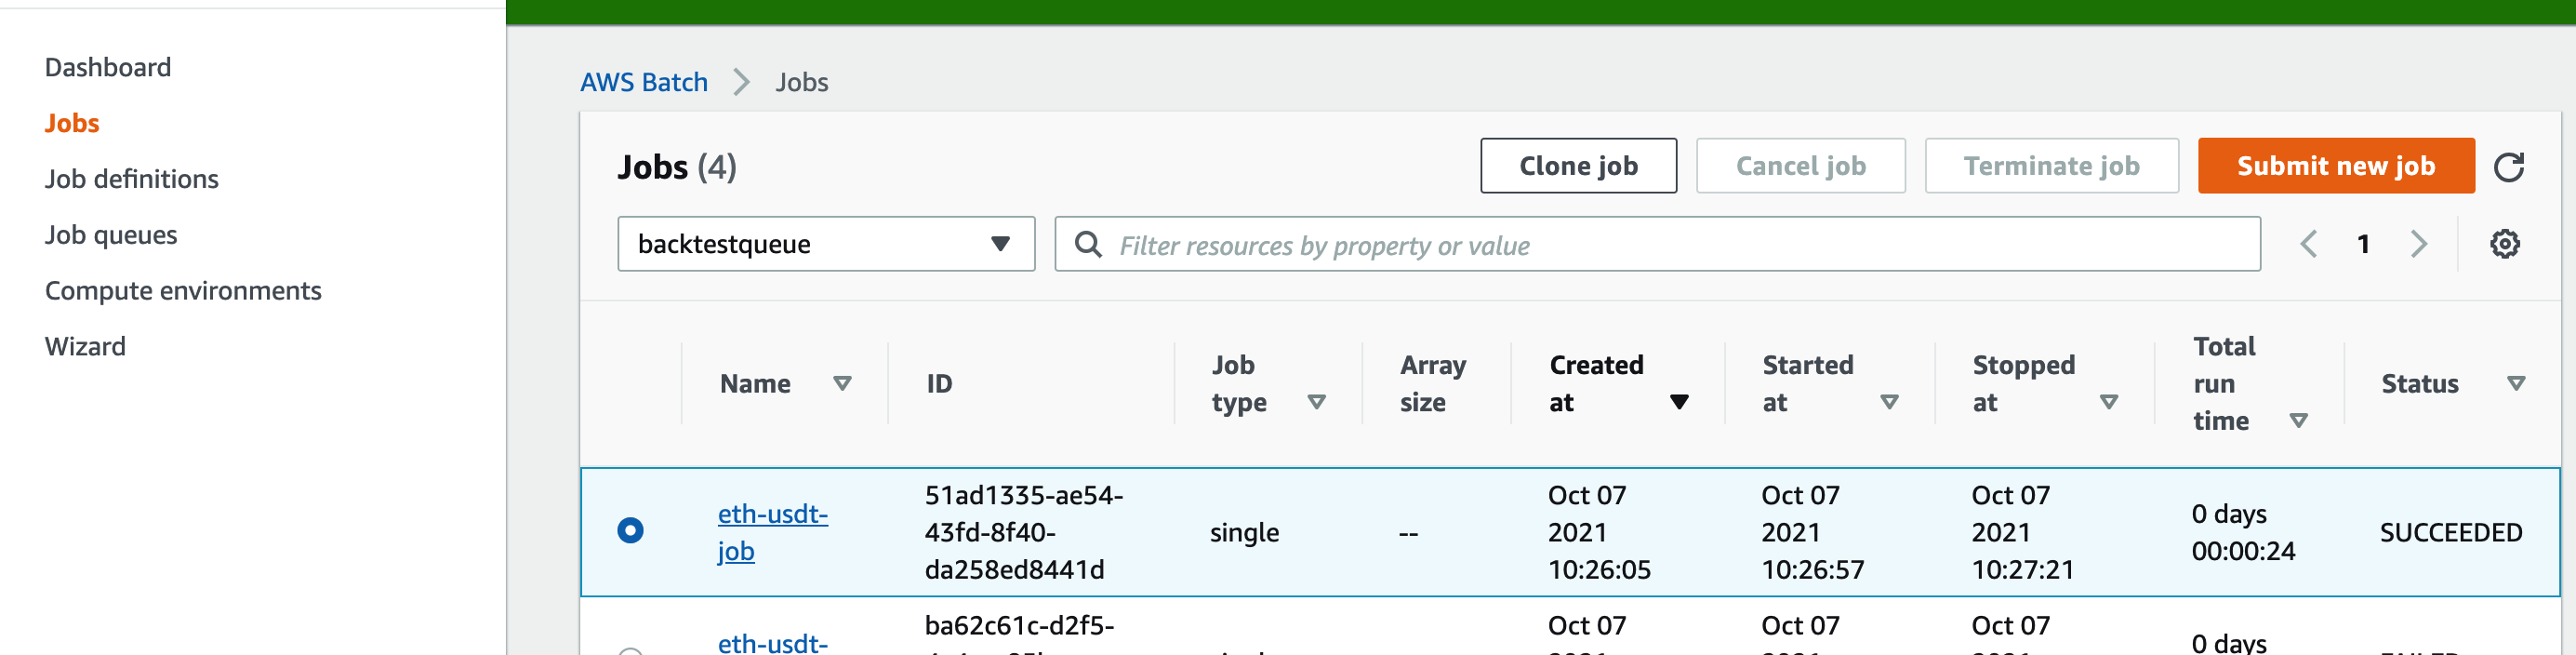 Dashboard
Jobs
Job definitions
Job queues
Compute environments
Wizard
AWS Batch
Jobs
Jobs (4)
Clone job
Cancel job
Terminate job
Submit new job
backtestqueue
Filter resources by property or value
1
Name
ID
Job
type
Array
size
Created
at
Started
at
Stopped
at
Total
run
time
Status
eth-usdt-
job
51ad1335-ae54-
43fd-8f40-
da258ed8441d
single
--
Oct 07
2021
10:26:05
Oct 07
2021
10:26:57
Oct 07
2021
10:27:21
0 days
00:00:24
SUCCEEDED
eth-usdt-
ba62c61c-d2f5-
Oct 07
Oct 07
Oct 07
0 days